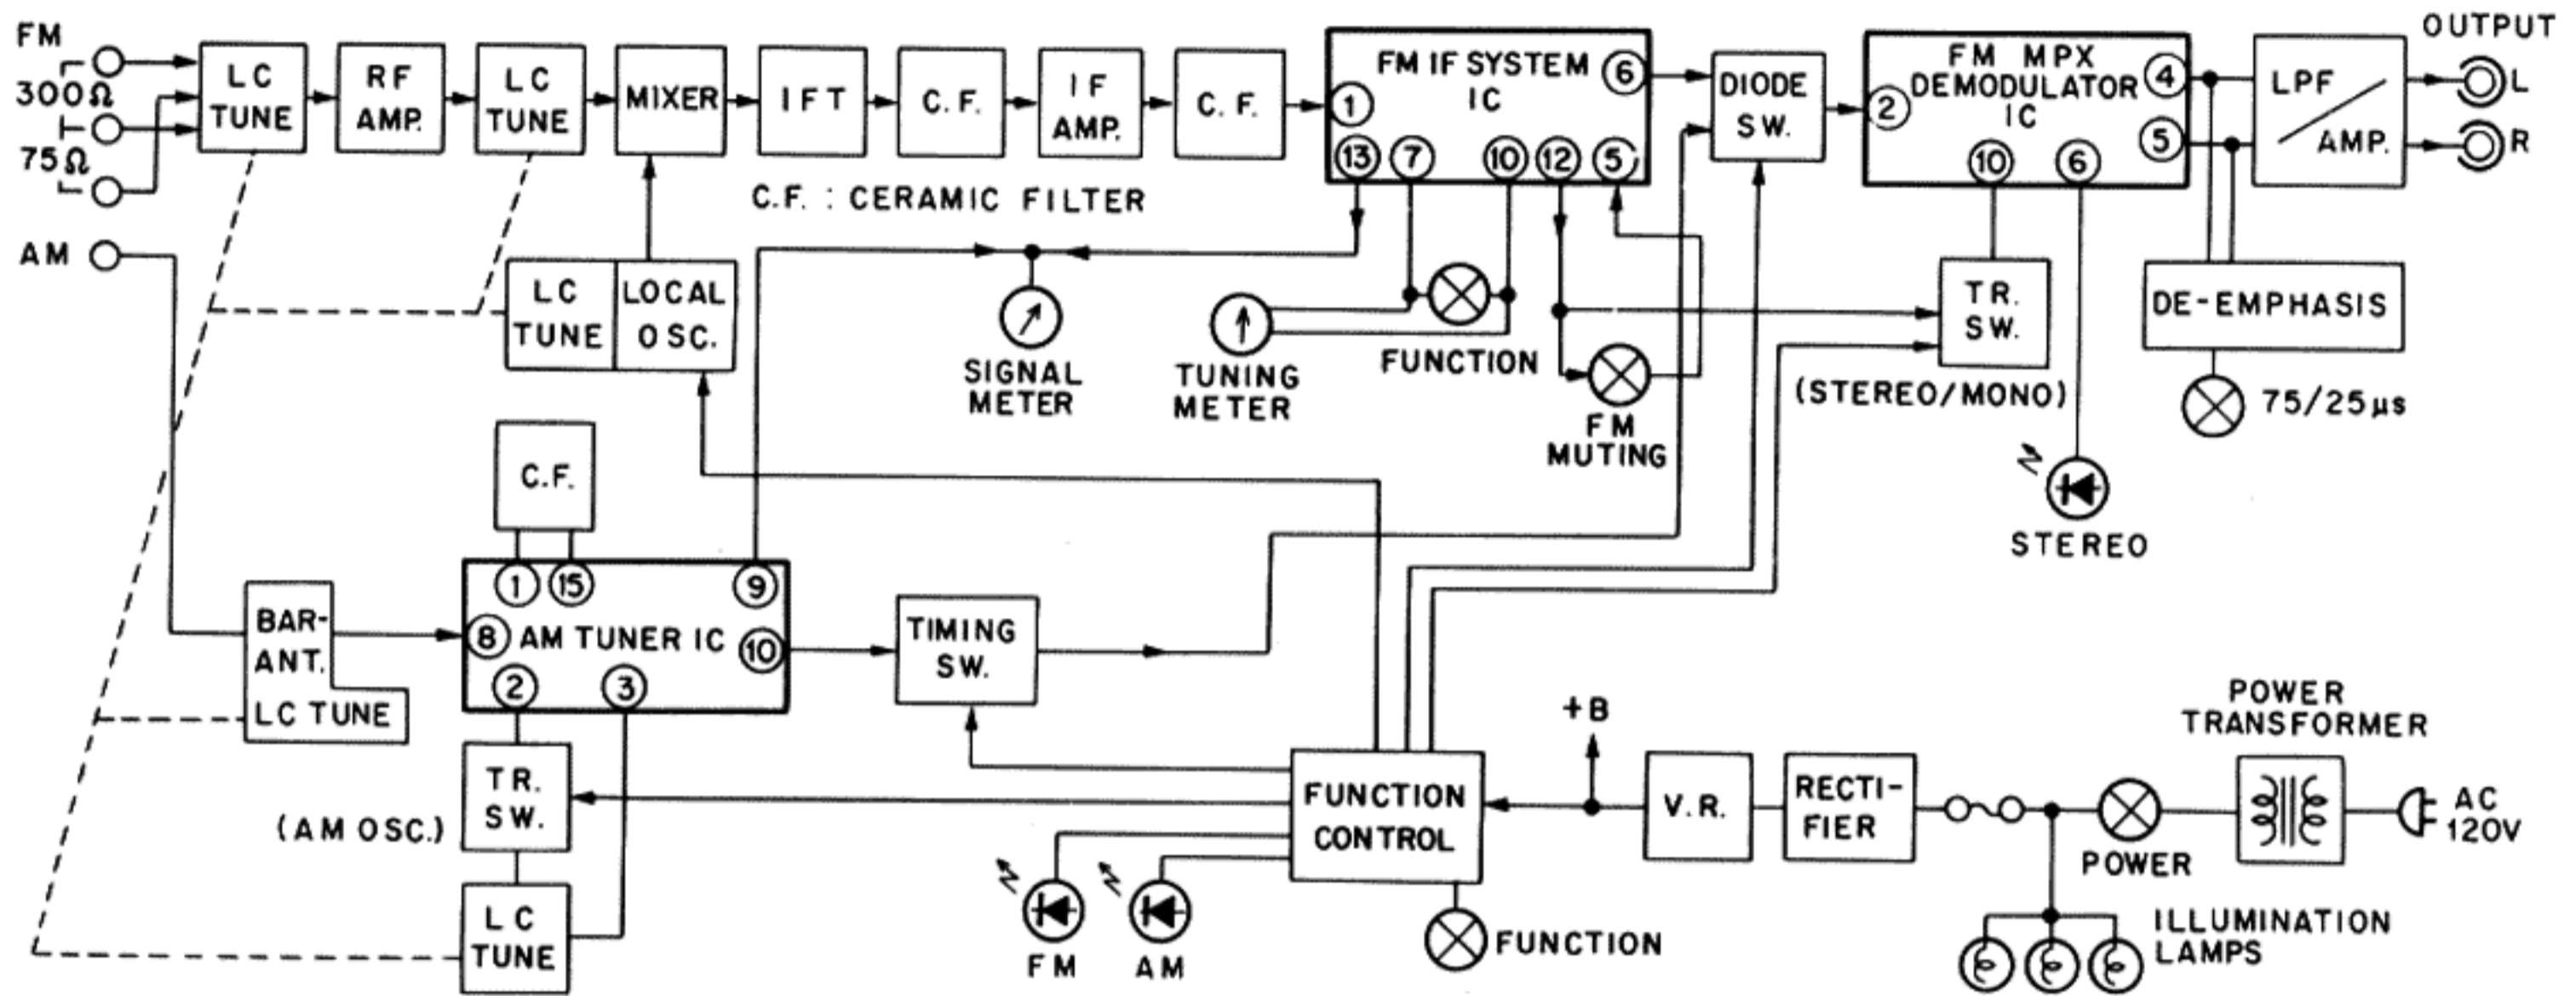 FM
300Ω
75Ω
AM
LC
TUNE
RF
AMP.
LC
TUNE
MIXER
IFT
C.F.
IF
AMP.
C.F.
FM IF SYSTEM
IC
1
6
13
7
10
12
5
DIODE
SW.
FM MPX
DEMODULATOR
IC
2
4
5
10
6
LPF
AMP.
OUTPUT
L
R
C.F. : CERAMIC FILTER
LC
TUNE
LOCAL
OSC.
SIGNAL
METER
TUNING
METER
FUNCTION
FM
MUTING
TR.
SW.
(STEREO/MONO)
DE-EMPHASIS
75/25µs
STEREO
C.F.
1
15
9
8
AM TUNER IC
10
2
3
BAR-
ANT.
LC TUNE
TIMING
SW.
TR.
SW.
(AM OSC.)
LC
TUNE
FM
AM
FUNCTION
CONTROL
FUNCTION
+B
V.R.
RECTI-
FIER
POWER
POWER
TRANSFORMER
AC
120V
ILLUMINATION
LAMPS